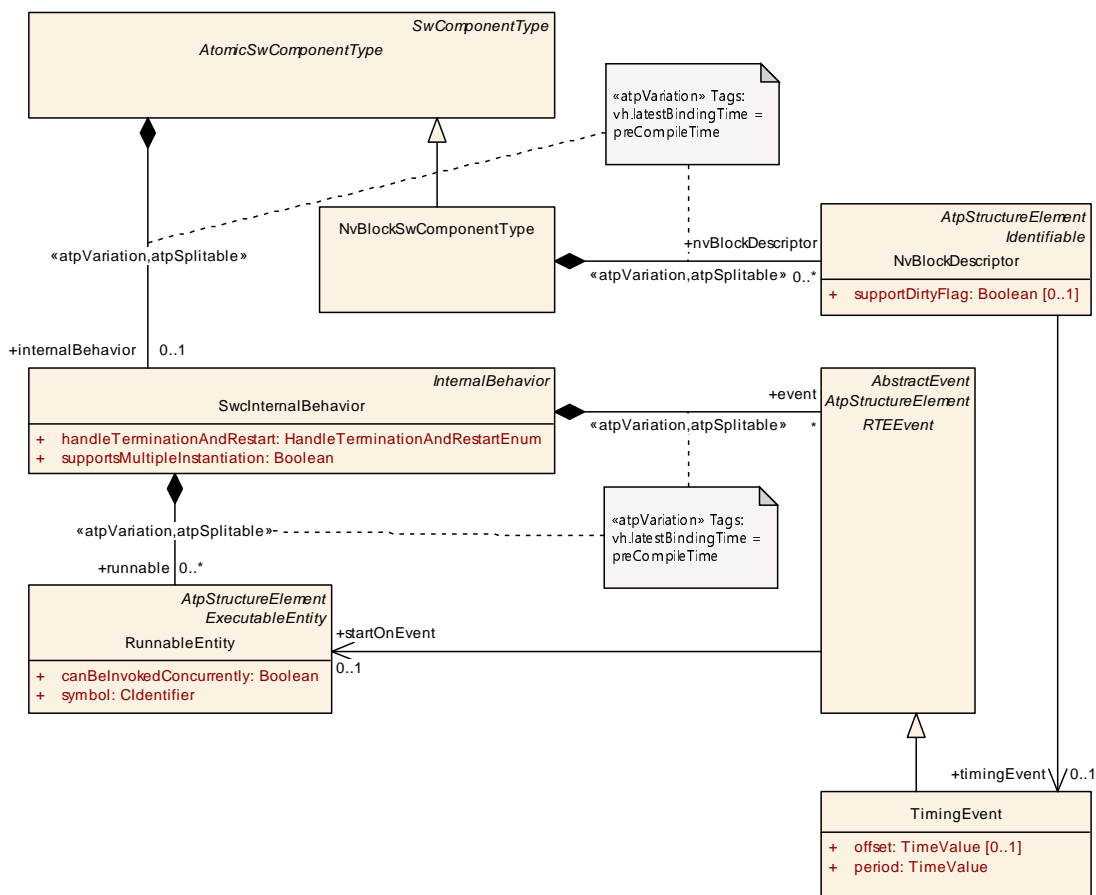 SwComponentType
AtomicSwComponentType
«atpVariation» Tags:
vh.latestBindingTime =
preCompileTime
NvBlockSwComponentType
AtpStructureElement
Identifiable
NvBlockDescriptor
+ supportDirtyFlag: Boolean [0..1]
+nvBlockDescriptor
«atpVariation,atpSplitable» 0..*
«atpVariation,atpSplitable»
+internalBehavior 0..1
InternalBehavior
SwcInternalBehavior
+ handleTerminationAndRestart: HandleTerminationAndRestartEnum
+ supportsMultipleInstantiation: Boolean
+event
«atpVariation,atpSplitable» *
AbstractEvent
AtpStructureElement
RTEEvent
«atpVariation» Tags:
vh.latestBindingTime =
preCompileTime
«atpVariation,atpSplitable»
+runnable 0..*
AtpStructureElement
ExecutableEntity
RunnableEntity
+ canBeInvokedConcurrently: Boolean
+ symbol: CIdentifier
+startOnEvent
0..1
+timingEvent 0..1
TimingEvent
+ offset: TimeValue [0..1]
+ period: TimeValue